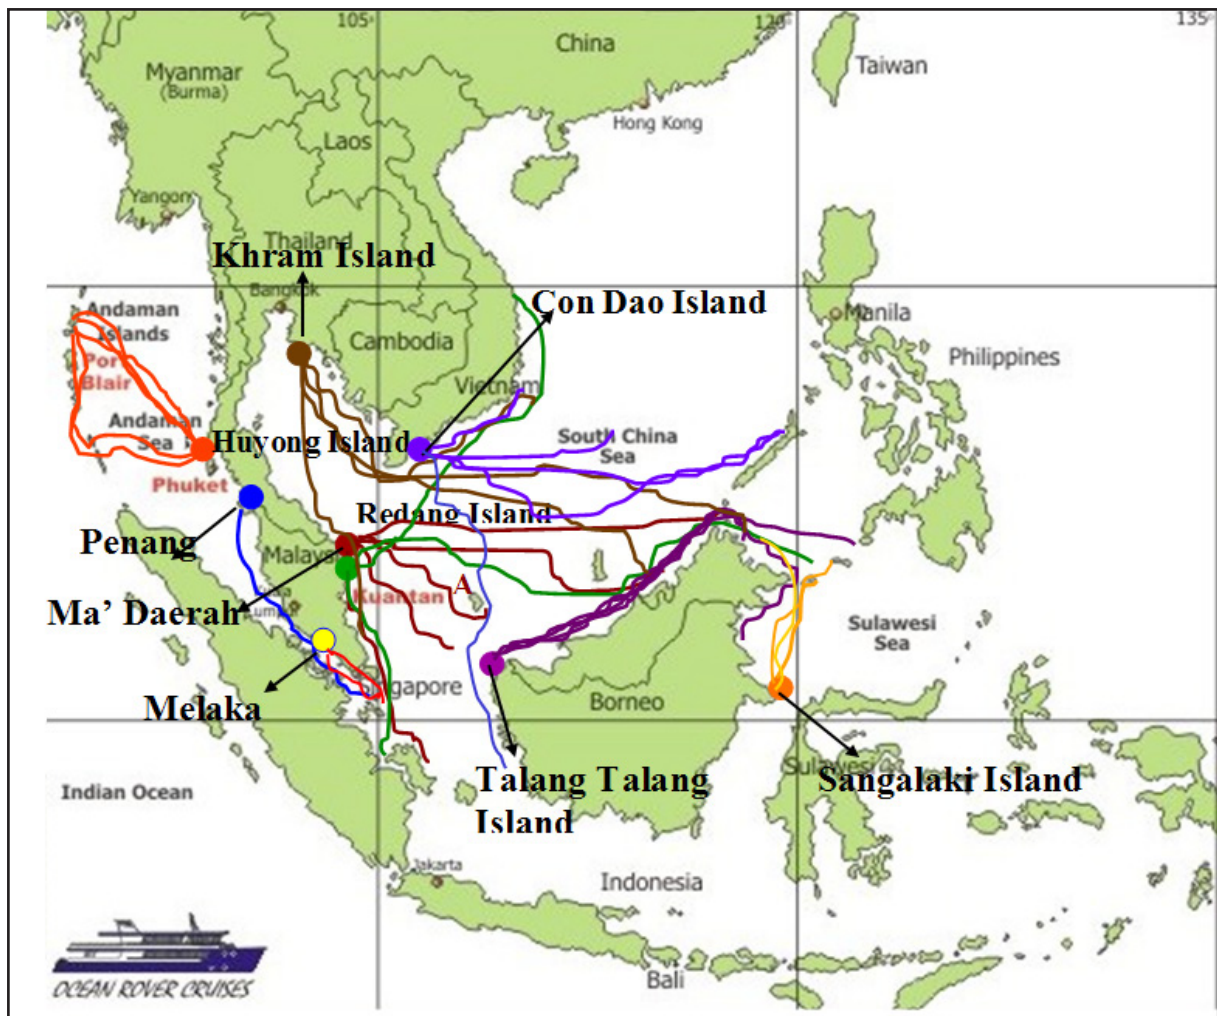 105°
120°
135°
China
Taiwan
Myanmar
(Burma)
Hong Kong
Laos
Yangon
Thailand
Khram Island
Bangkok
Con Dao Island
Andaman
Islands
Manila
Cambodia
Port
Blair
Philippines
Vietnam
Andaman
Sea
Huyong Island
South China
Sea
Phuket
Redang Island
Penang
Malaysia
A
Kuantan
Ma' Daerah
Kuala
Lumpur
Sulawesi
Sea
Singapore
Melaka
Borneo
Talang Talang
Island
Sulawesi
Sangalaki Island
Indian Ocean
Jakarta
Indonesia
Bali
OCEAN ROVER CRUISES